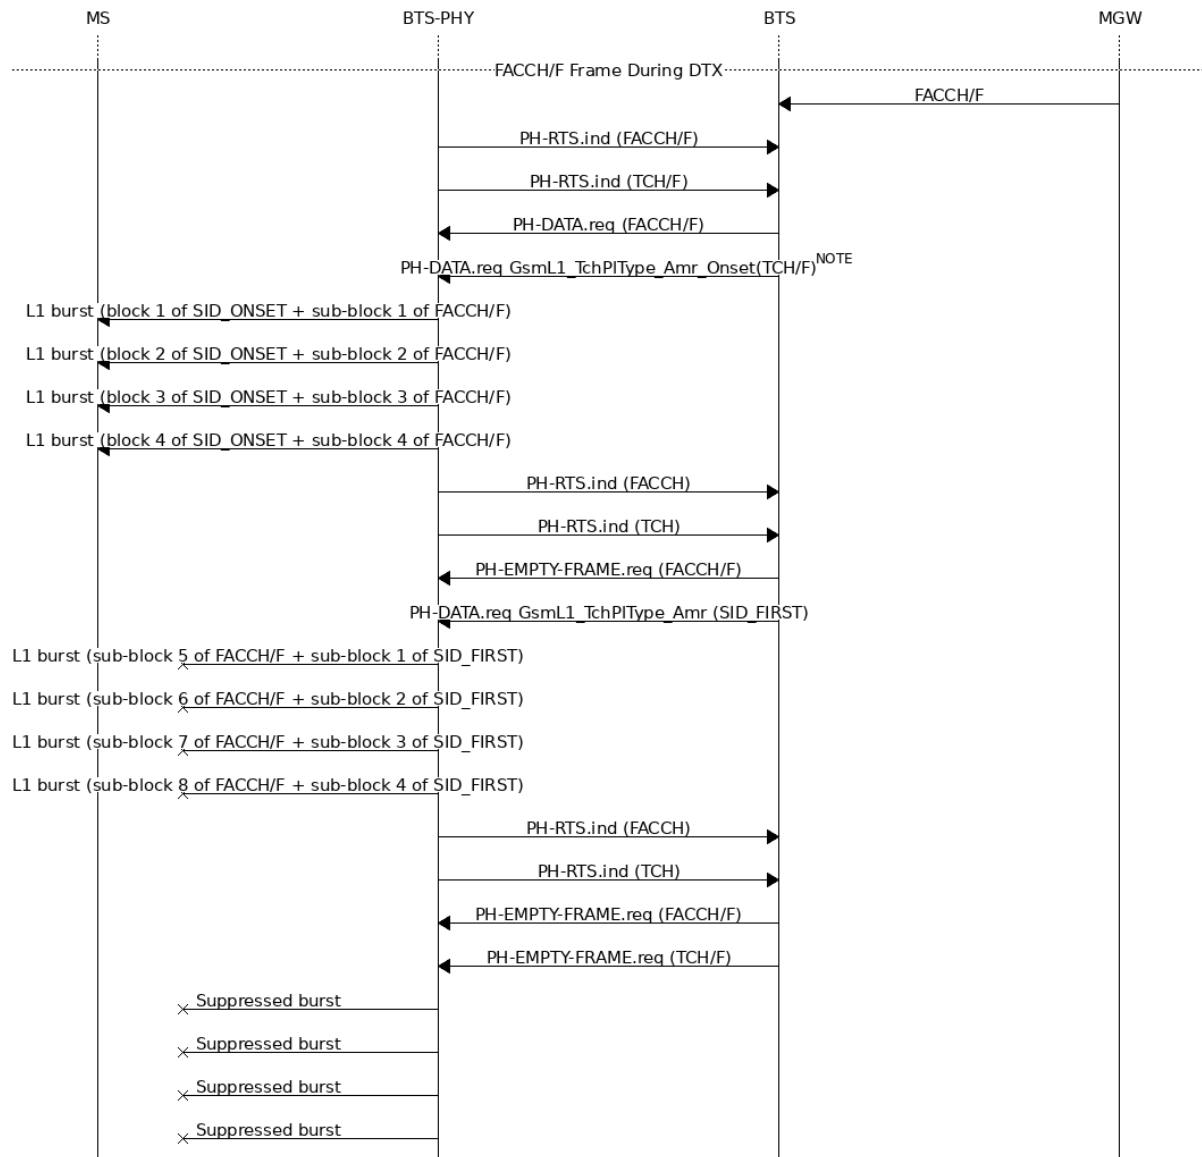 MS BTS-PHY BTS MGW
FACCH/F Frame During DTX
FACCH/F
PH-RTS.ind (FACCH/F)
PH-RTS.ind (TCH/F)
PH-DATA.req (FACCH/F)
PH-DATA.req GsmL1_TchPlType_Amr_Onset(TCH/F)NOTE
L1 burst (block 1 of SID_ONSET + sub-block 1 of FACCH/F)
L1 burst (block 2 of SID_ONSET + sub-block 2 of FACCH/F)
L1 burst (block 3 of SID_ONSET + sub-block 3 of FACCH/F)
L1 burst (block 4 of SID_ONSET + sub-block 4 of FACCH/F)
PH-RTS.ind (FACCH)
PH-RTS.ind (TCH)
PH-EMPTY-FRAME.req (FACCH/F)
PH-DATA.req GsmL1_TchPlType_Amr (SID_FIRST)
L1 burst (sub-block 5 of FACCH/F + sub-block 1 of SID_FIRST)
L1 burst (sub-block 6 of FACCH/F + sub-block 2 of SID_FIRST)
L1 burst (sub-block 7 of FACCH/F + sub-block 3 of SID_FIRST)
L1 burst (sub-block 8 of FACCH/F + sub-block 4 of SID_FIRST)
PH-RTS.ind (FACCH)
PH-RTS.ind (TCH)
PH-EMPTY-FRAME.req (FACCH/F)
PH-EMPTY-FRAME.req (TCH/F)
Suppressed burst
Suppressed burst
Suppressed burst
Suppressed burst